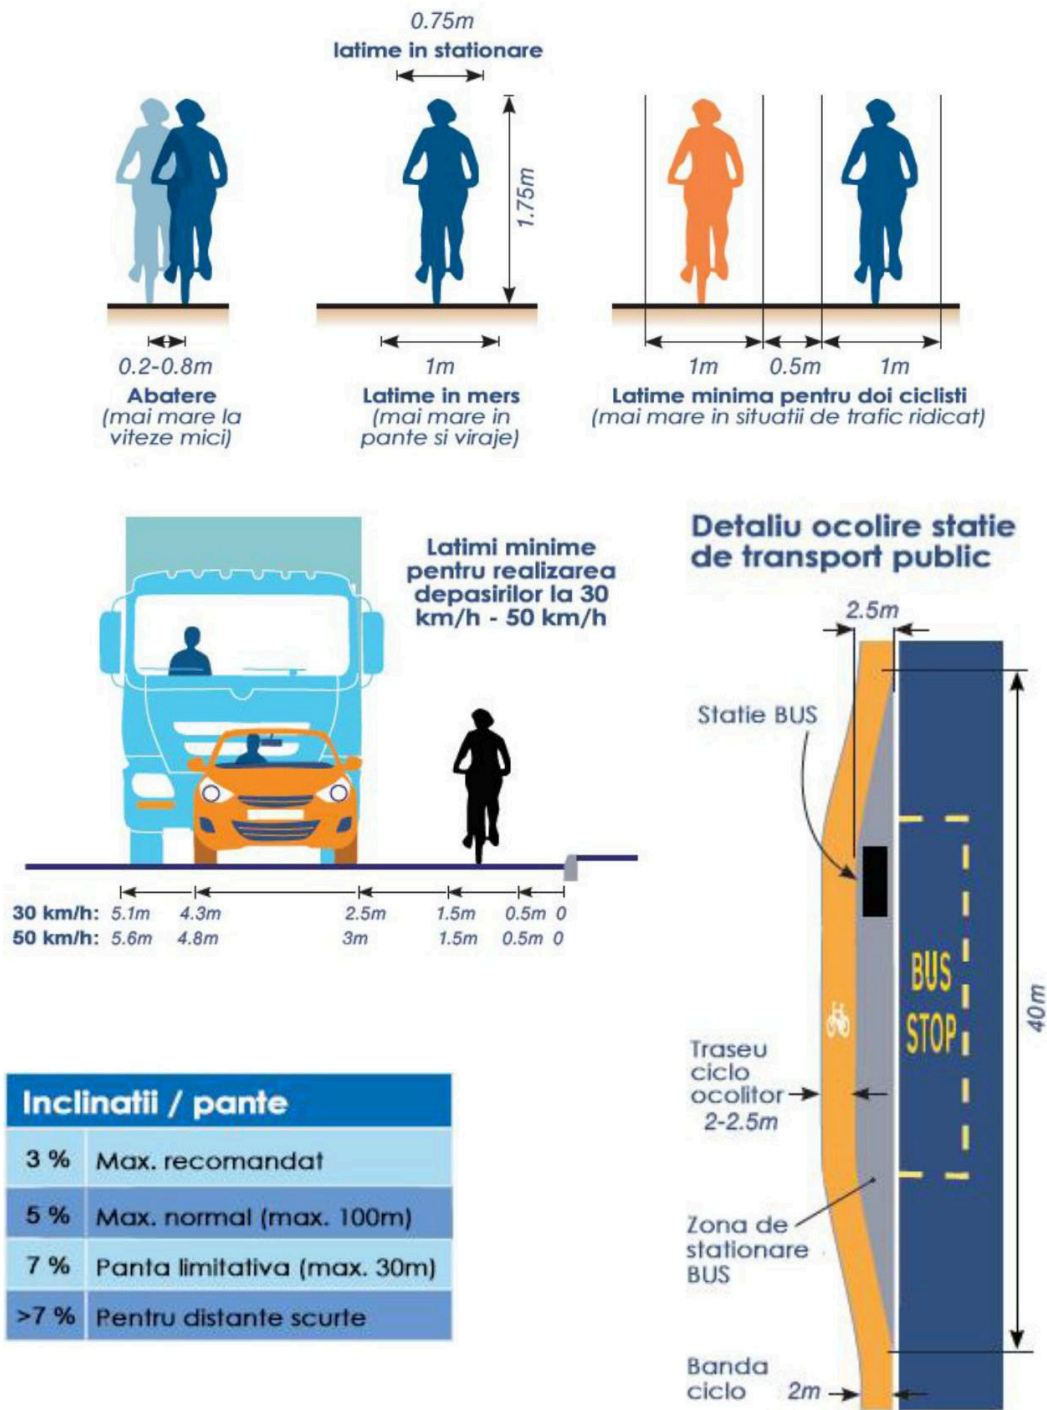 0.75m
latime in stationare
1.75m
0.2-0.8m
Abatere
(mai mare la
viteze mici)
1m
Latime in mers
(mai mare in
pante si viraje)
1m 0.5m 1m
Latime minima pentru doi ciclisti
(mai mare in situatii de trafic ridicat)
Latimi minime
pentru realizarea
depasirilor la 30
km/h - 50 km/h
30 km/h: 5.1m 4.3m 2.5m 1.5m 0.5m 0
50 km/h: 5.6m 4.8m 3m 1.5m 0.5m 0
Inclinatii / pante
3 % Max. recomandat
5 % Max. normal (max. 100m)
7 % Panta limitativa (max. 30m)
>7 % Pentru distante scurte
Detaliu ocolire statie
de transport public
2.5m
Statie BUS
BUS
STOP
40m
Traseu
ciclo
ocolitor
2-2.5m
Zona de
stationare
BUS
Banda
ciclo 2m